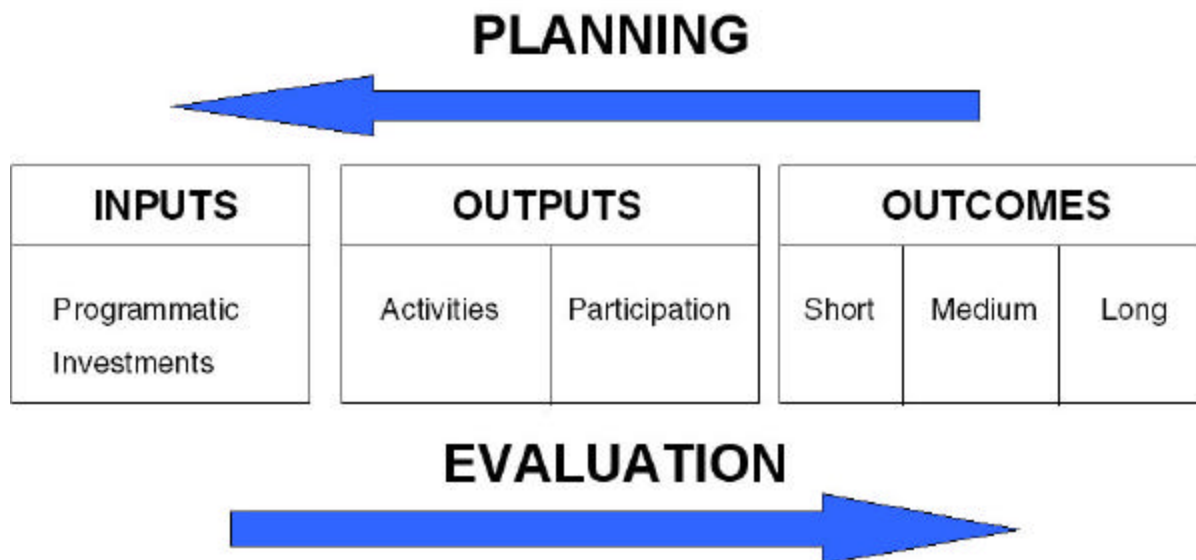 PLANNING
INPUTS
OUTPUTS
OUTCOMES
Programmatic
Investments
Activities
Participation
Short
Medium
Long
EVALUATION